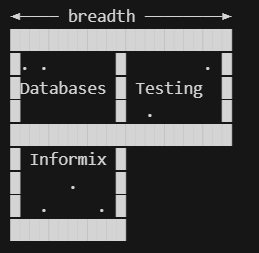 breadth
Databases Testing
Informix